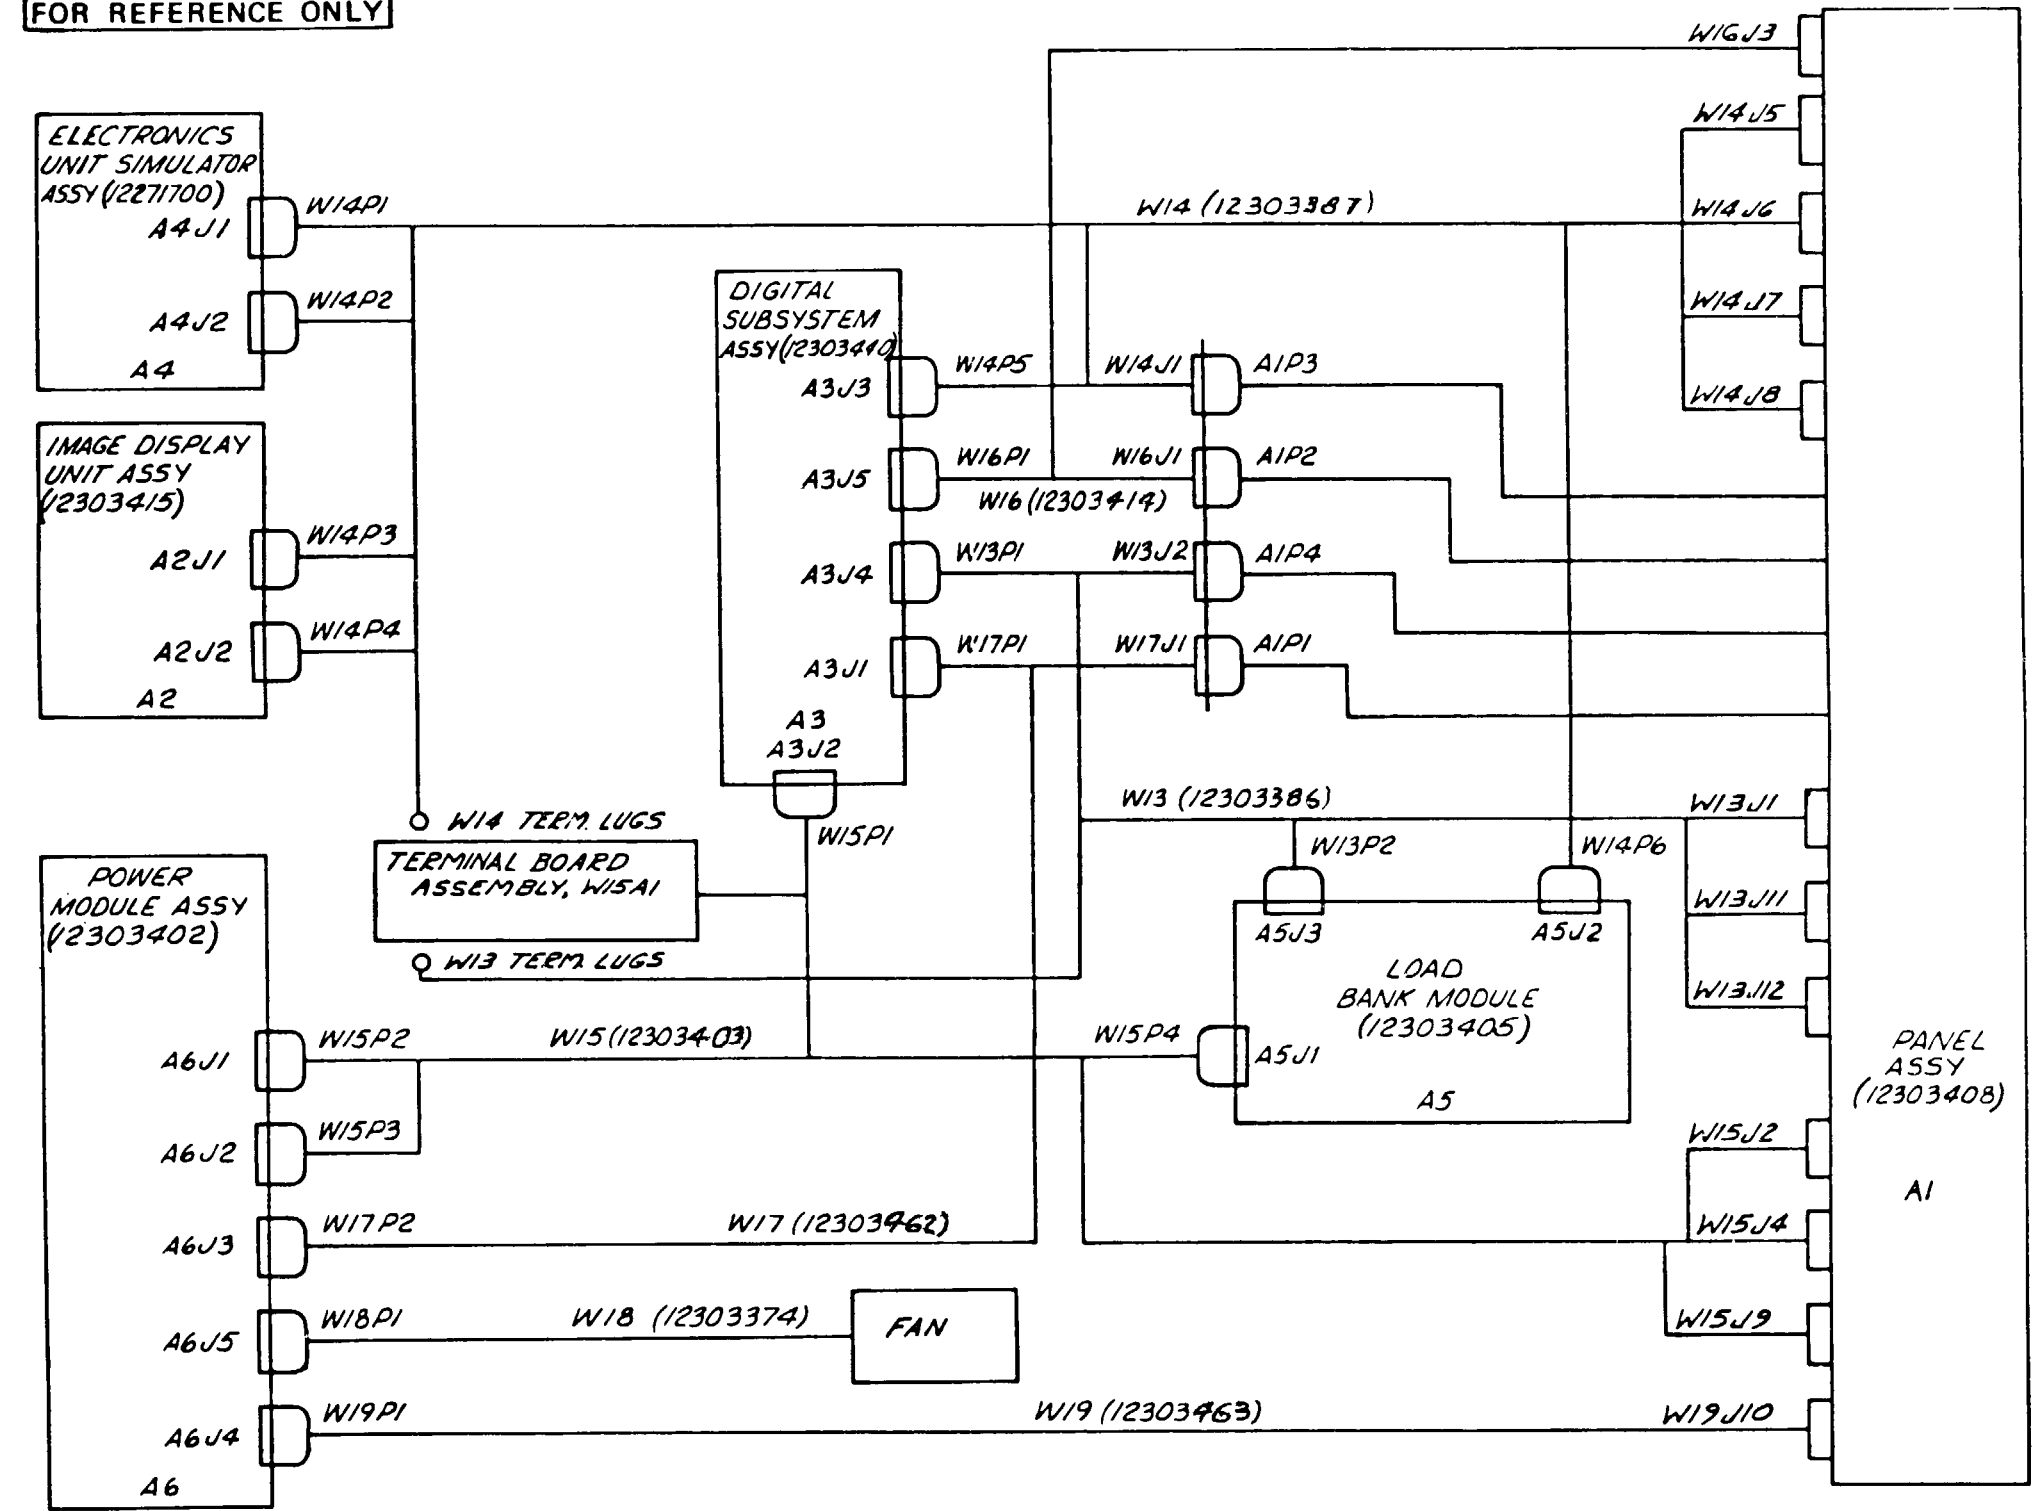 FOR REFERENCE ONLY
ELECTRONICS
UNIT SIMULATOR
ASSY (12271700)
A4J1
W14P1
A4J2
W14P2
A4
IMAGE DISPLAY
UNIT ASSY
(12303415)
A2J1
W14P3
A2J2
W14P4
A2
W14 TERM. LUGS
TERMINAL BOARD
ASSEMBLY, W15A1
W13 TERM. LUGS
POWER
MODULE ASSY
(12303402)
A6J1
W15P2
W15 (12303403)
A6J2
W15P3
A6J3
W17P2
W17 (12303462)
A6J5
W18P1
W18 (12303374)
FAN
A6J4
W19P1
W19 (12303463)
W19J10
A6
DIGITAL
SUBSYSTEM
ASSY (12303410)
A3J3
W14P5
W14J1
A1P3
A3J5
W16P1
W16J1
A1P2
W16 (12303414)
A3J4
W13P1
W13J2
A1P4
A3J1
W17P1
W17J1
A1P1
A3
A3J2
W15P1
W14 (12303387)
W16J3
W14J5
W14J6
W14J7
W14J8
W13 (12303386)
W13J1
W13P2
W14P6
W13J11
W13J12
A5J3
A5J2
LOAD
BANK MODULE
(12303405)
W15P4
A5J1
A5
W15J2
W15J4
W15J9
PANEL
ASSY
(12303408)
A1